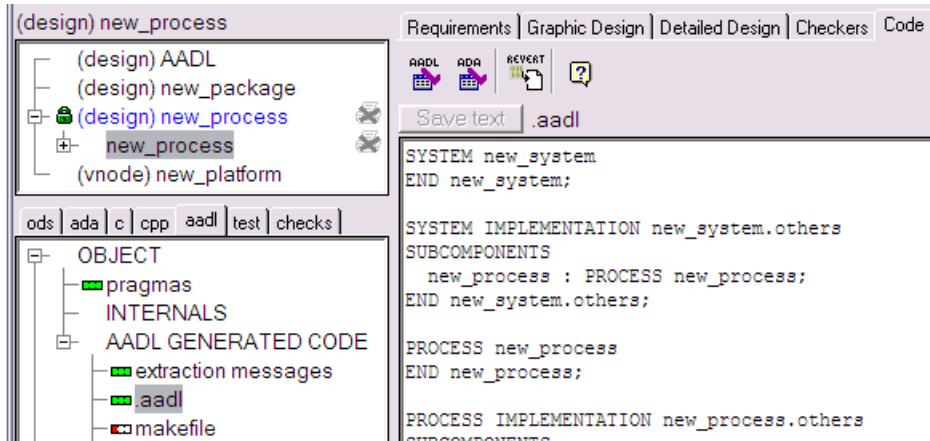 (design) new_process
(design) AADL
(design) new_package
(design) new_process
new_process
(vnode) new_platform
ods ada c cpp aadl test checks
OBJECT
pragmas
INTERNALS
AADL GENERATED CODE
extraction messages
.aadl
makefile
Requirements Graphic Design Detailed Design Checkers Code
AADL ADA REVERT
Save text .aadl
SYSTEM new_system
END new_system;
SYSTEM IMPLEMENTATION new_system.others
SUBCOMPONENTS
new_process : PROCESS new_process;
END new_system.others;
PROCESS new_process
END new_process;
PROCESS IMPLEMENTATION new_process.others
SUBCOMPONENTS